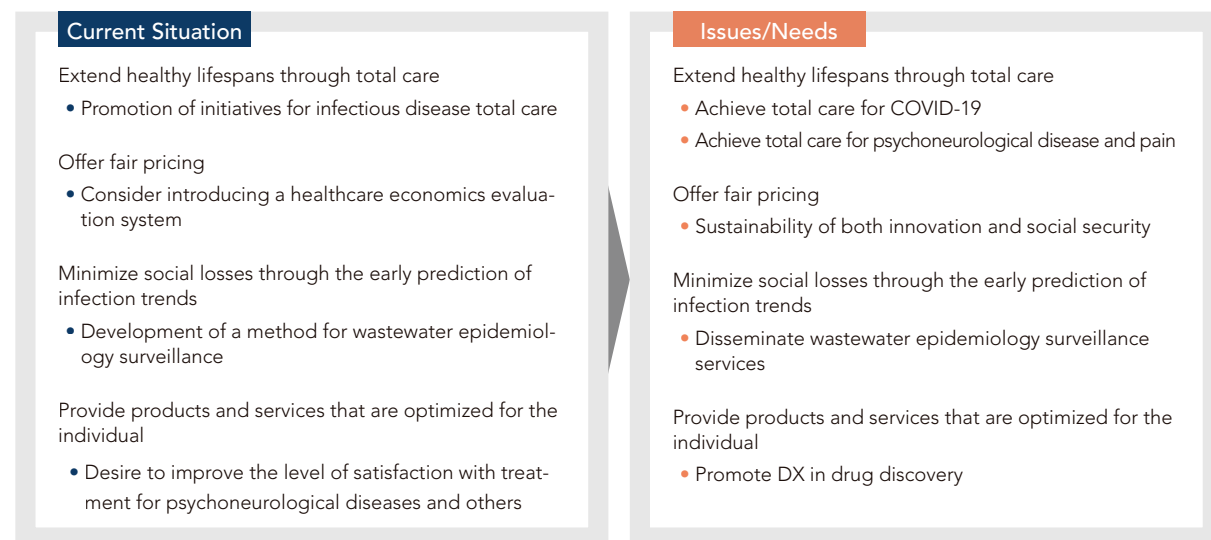 Current Situation
Extend healthy lifespans through total care
• Promotion of initiatives for infectious disease total care
Offer fair pricing
• Consider introducing a healthcare economics evalua-
tion system
Minimize social losses through the early prediction of
infection trends
• Development of a method for wastewater epidemiol-
ogy surveillance
Provide products and services that are optimized for the
individual
• Desire to improve the level of satisfaction with treat-
ment for psychoneurological diseases and others
Issues/Needs
Extend healthy lifespans through total care
• Achieve total care for COVID-19
• Achieve total care for psychoneurological disease and pain
Offer fair pricing
• Sustainability of both innovation and social security
Minimize social losses through the early prediction of
infection trends
• Disseminate wastewater epidemiology surveillance
services
Provide products and services that are optimized for the
individual
• Promote DX in drug discovery